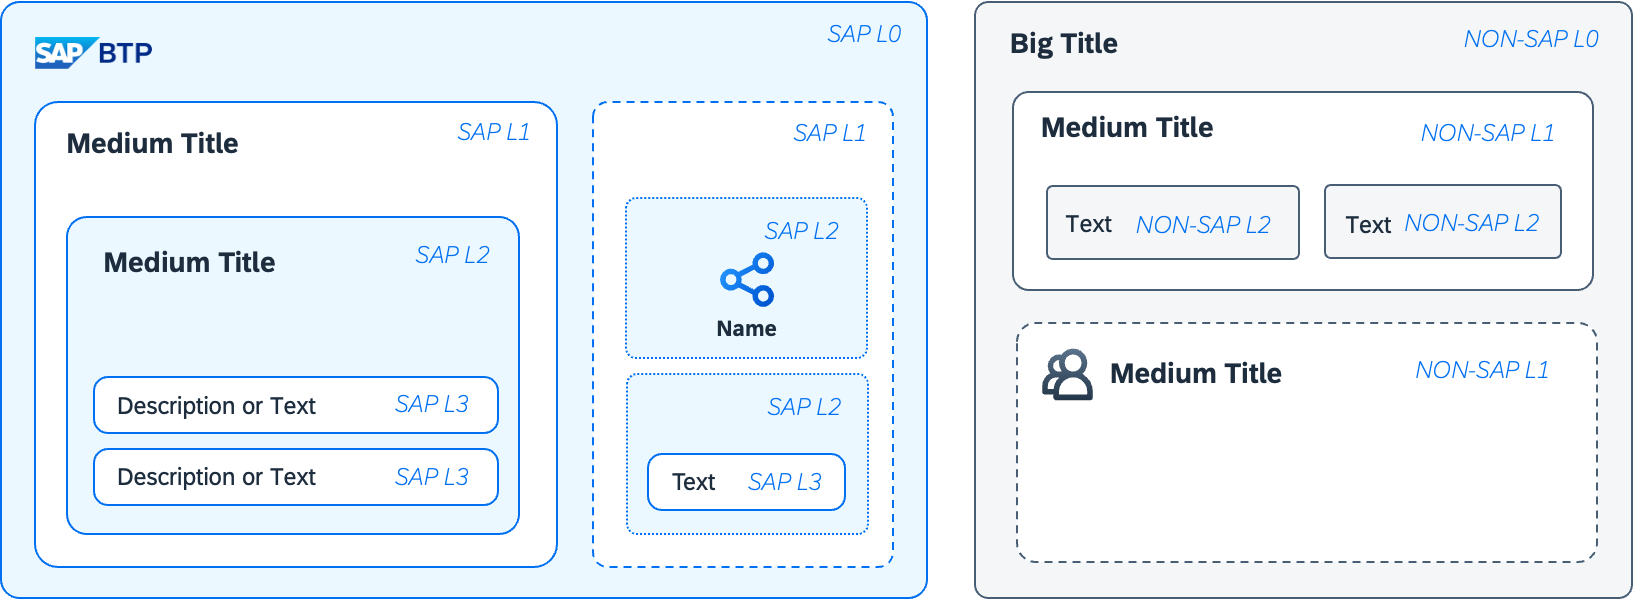 SAP BTP
SAP L0
Medium Title
SAP L1
Medium Title
SAP L2
Description or Text
SAP L3
Description or Text
SAP L3
SAP L1
SAP L2
Name
SAP L2
Text
SAP L3
Big Title
NON-SAP L0
Medium Title
NON-SAP L1
Text
NON-SAP L2
Text
NON-SAP L2
Medium Title
NON-SAP L1